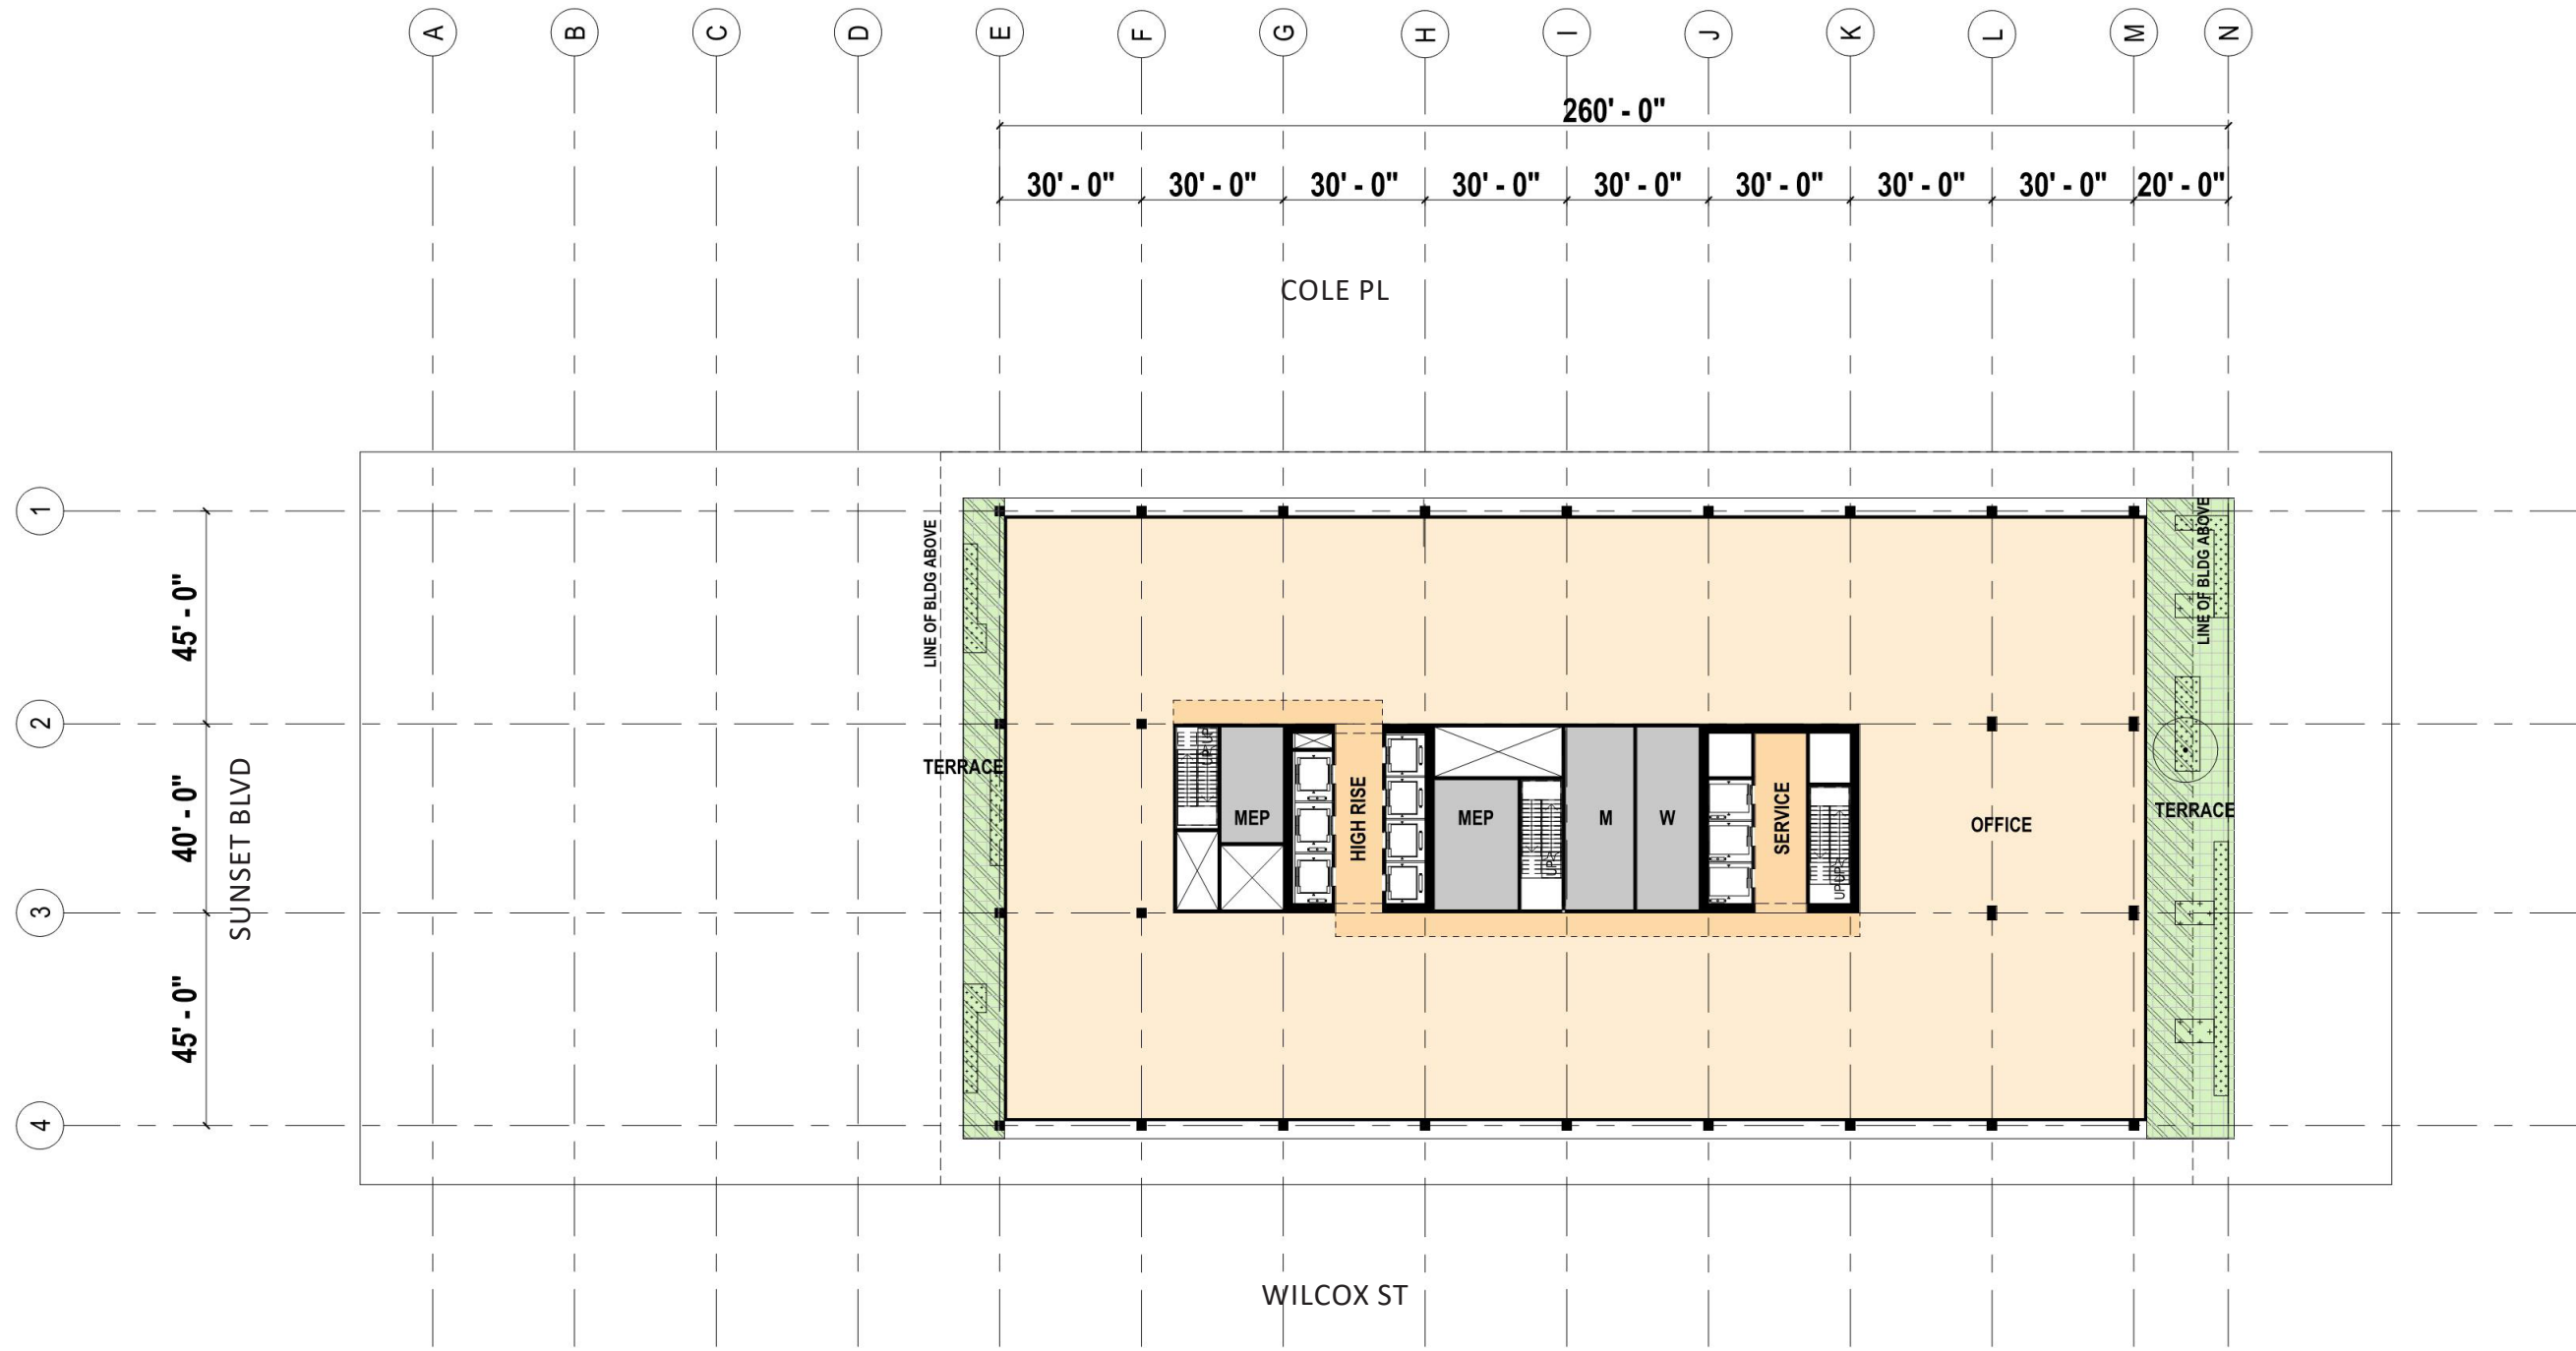 A
B
C
D
E
F
G
H
I
J
K
L
M
N
260' - 0"
30' - 0"
30' - 0"
30' - 0"
30' - 0"
30' - 0"
30' - 0"
30' - 0"
30' - 0"
20' - 0"
COLE PL
1
2
3
4
45' - 0"
40' - 0"
45' - 0"
SUNSET BLVD
LINE OF BLDG ABOVE
LINE OF BLDG ABOVE
TERRACE
UP
MEP
HIGH RISE
MEP
UP
M
W
SERVICE
UP
OFFICE
TERRACE
WILCOX ST